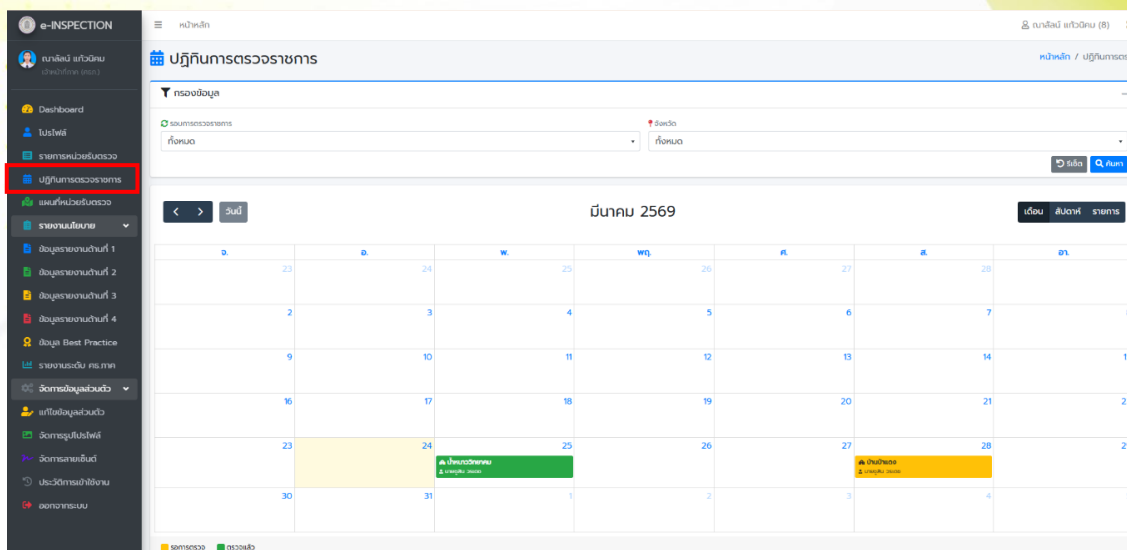 e-INSPECTION
หน้าหลัก
ณาลัลน์ แก้วนิคม (8)
ณาลัลน์ แก้วนิคม
ปฏิทินการตรวจราชการ
หน้าหลัก / ปฏิทินการตร
กรองข้อมูล
Dashboard
โปรไฟล์
รายการหน่วยรับตรวจ
ปฏิทินการตรวจราชการ
แผนที่หน่วยรับตรวจ
รายงานนโยบาย
ข้อมูลรายงานด้านที่ 1
ข้อมูลรายงานด้านที่ 2
ข้อมูลรายงานด้านที่ 3
ข้อมูลรายงานด้านที่ 4
ข้อมูล Best Practice
รายงานระดับ ศธ.ภาค
จัดการข้อมูลส่วนตัว
แก้ไขข้อมูลส่วนตัว
จัดการรูปโปรไฟล์
จัดการลายเซ็นต์
ประวัติการเข้าใช้งาน
ออกจากระบบ
รอบการตรวจราชการ
ทั้งหมด
จังหวัด
ทั้งหมด
รีเซ็ต ค้นหา
วันนี้
มีนาคม 2569
เดือน สัปดาห์ รายการ
จ. อ. พ. พฤ. ศ. ส. อา.
23 24 25 26 27 28
2 3 4 5 6 7
9 10 11 12 13 14 1
16 17 18 19 20 21 2
23 24 25 26 27 28 2
น้ำหนาววิทยาคม
บ้านป่าแดง
30 31 1 2 3 4
รอการตรวจ ตรวจแล้ว